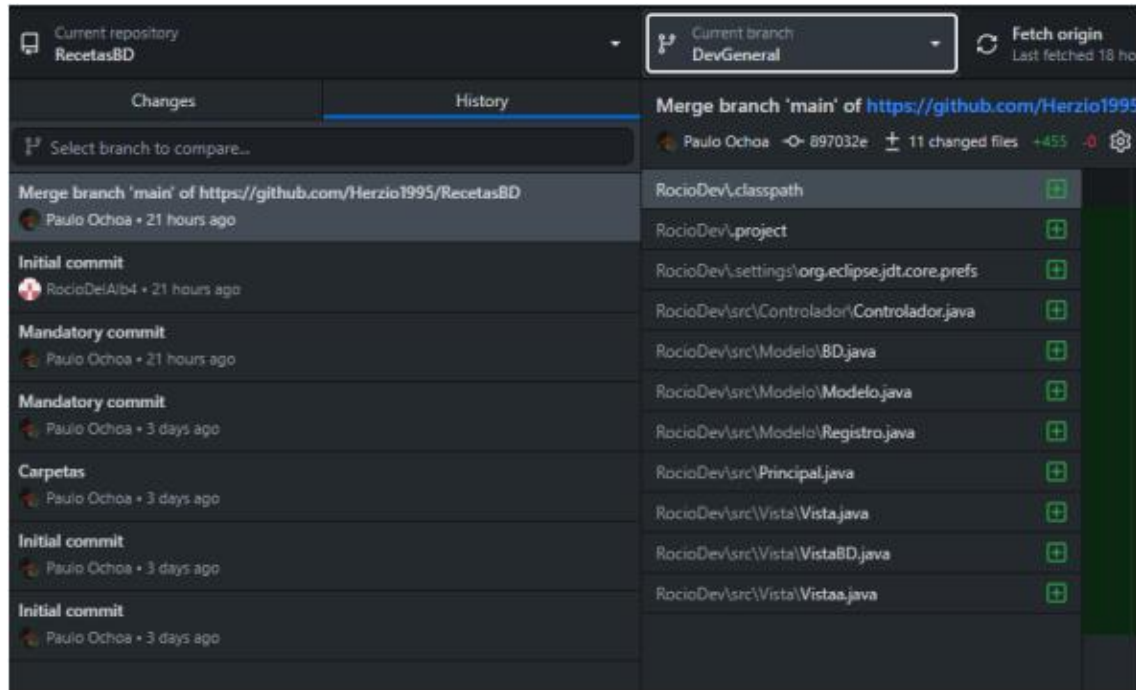 Current repository
RecetasBD
Current branch
DevGeneral
Fetch origin
Last fetched 18 ho
Changes
History
Select branch to compare...
Merge branch 'main' of https://github.com/Herzio1995/RecetasBD
Paulo Ochoa • 21 hours ago
Initial commit
RocioDelAlb4 • 21 hours ago
Mandatory commit
Paulo Ochoa • 21 hours ago
Mandatory commit
Paulo Ochoa • 3 days ago
Carpetas
Paulo Ochoa • 3 days ago
Initial commit
Paulo Ochoa • 3 days ago
Initial commit
Paulo Ochoa • 3 days ago
Merge branch 'main' of https://github.com/Herzio1995
Paulo Ochoa 897032e 11 changed files +455 -0
RocioDev\.classpath
RocioDev\.project
RocioDev\.settings\org.eclipse.jdt.core.prefs
RocioDev\src\Controlador\Controlador.java
RocioDev\src\Modelo\BD.java
RocioDev\src\Modelo\Modelo.java
RocioDev\src\Modelo\Registro.java
RocioDev\src\Principal.java
RocioDev\src\Vista\Vista.java
RocioDev\src\Vista\VistaBD.java
RocioDev\src\Vista\Vistaa.java